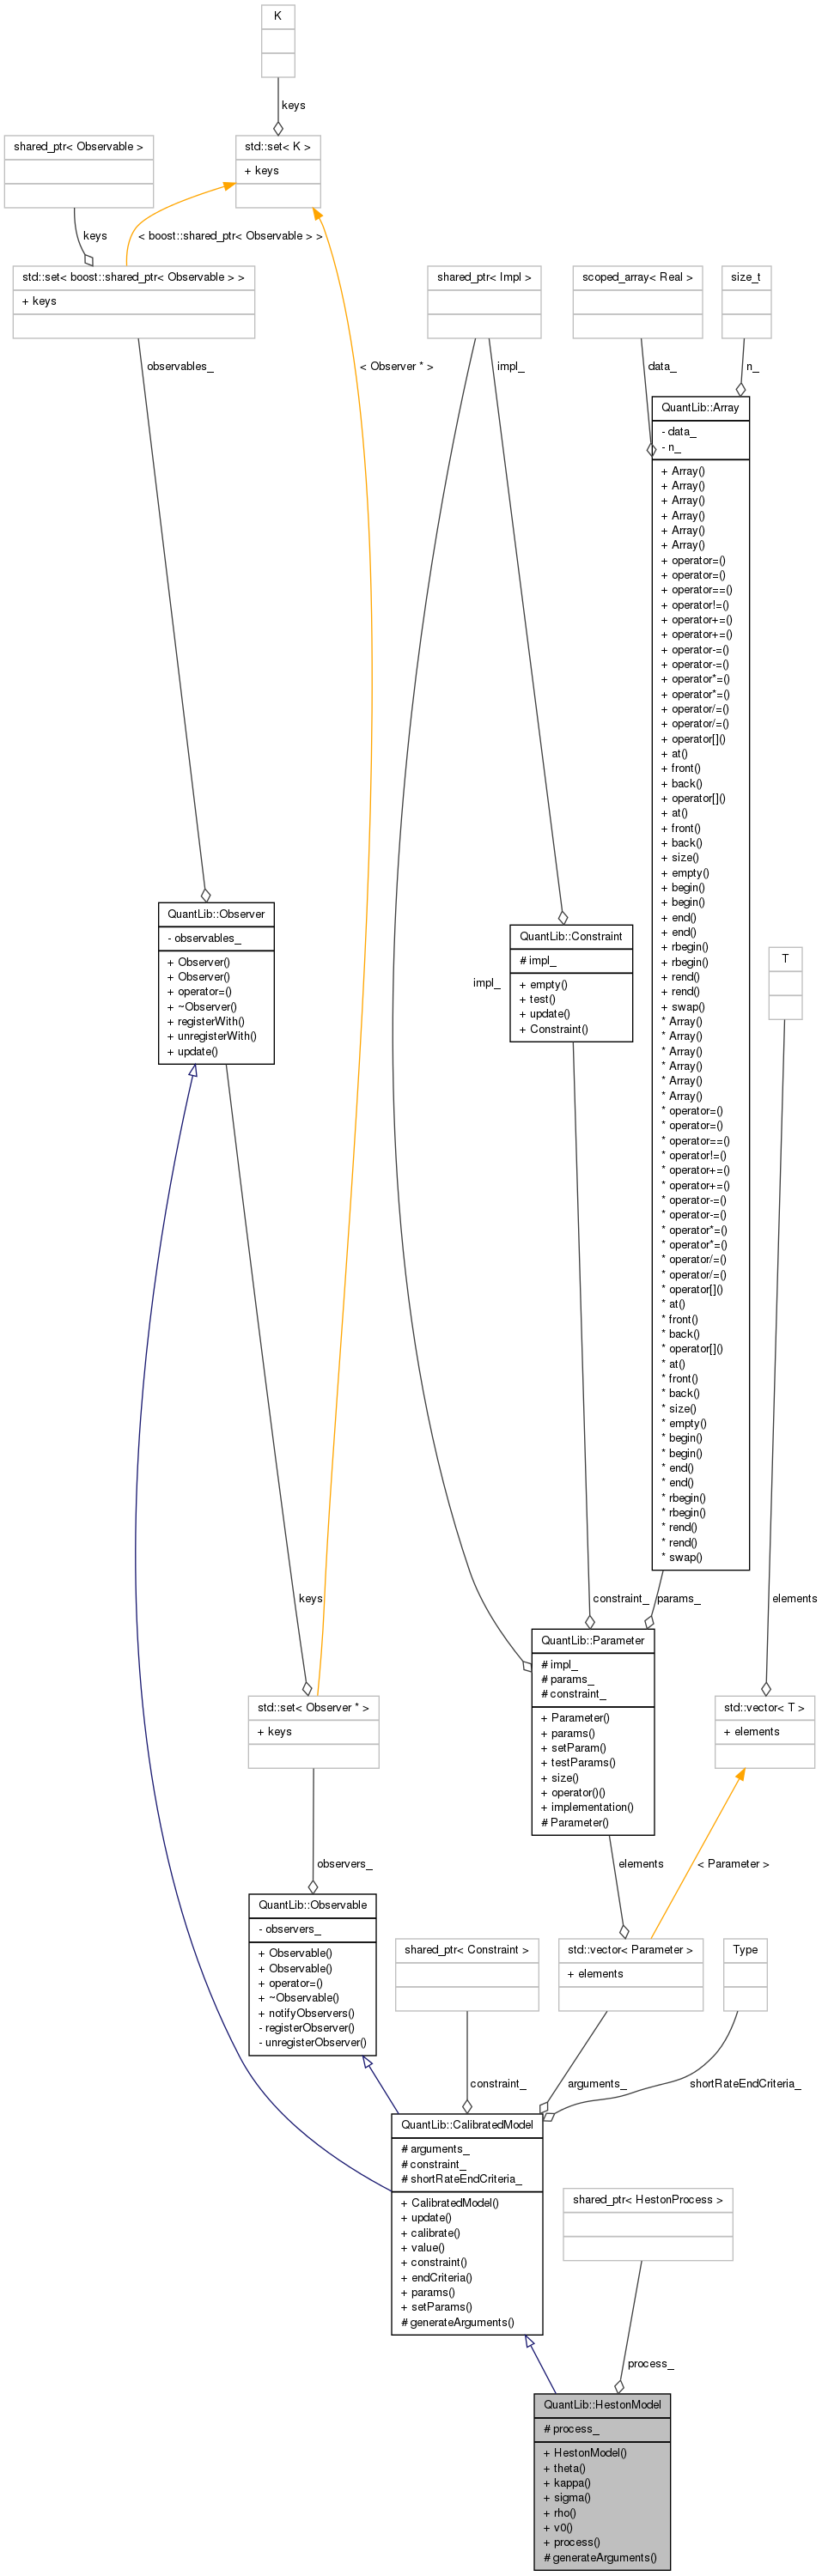 K
keys
shared_ptr< Observable >
std::set< K >
+ keys
keys
< boost::shared_ptr< Observable > >
std::set< boost::shared_ptr< Observable > >
+ keys
shared_ptr< Impl >
scoped_array< Real >
size_t
observables_
< Observer * >
impl_
data_
n_
QuantLib::Array
- data_
- n_
+ Array()
+ Array()
+ Array()
+ Array()
+ Array()
+ Array()
+ operator=()
+ operator=()
+ operator==()
+ operator!=()
+ operator+=()
+ operator+=()
+ operator-=()
+ operator-=()
+ operator*=()
+ operator*=()
+ operator/=()
+ operator/=()
+ operator[]()
+ at()
+ front()
+ back()
+ operator[]()
+ at()
+ front()
+ back()
+ size()
+ empty()
+ begin()
+ begin()
+ end()
+ end()
+ rbegin()
+ rbegin()
+ rend()
+ rend()
+ swap()
* Array()
* Array()
* Array()
* Array()
* Array()
* Array()
* operator=()
* operator=()
* operator==()
* operator!=()
* operator+=()
* operator+=()
* operator-=()
* operator-=()
* operator*=()
* operator*=()
* operator/=()
* operator/=()
* operator[]()
* at()
* front()
* back()
* operator[]()
* at()
* front()
* back()
* size()
* empty()
* begin()
* begin()
* end()
* end()
* rbegin()
* rbegin()
* rend()
* rend()
* swap()
QuantLib::Observer
- observables_
+ Observer()
+ Observer()
+ operator=()
+ ~Observer()
+ registerWith()
+ unregisterWith()
+ update()
impl_
QuantLib::Constraint
# impl_
+ empty()
+ test()
+ update()
+ Constraint()
T
keys
constraint_
params_
elements
QuantLib::Parameter
# impl_
# params_
# constraint_
+ Parameter()
+ params()
+ setParam()
+ testParams()
+ size()
+ operator()()
+ implementation()
# Parameter()
std::set< Observer * >
+ keys
std::vector< T >
+ elements
observers_
elements
< Parameter >
QuantLib::Observable
- observers_
+ Observable()
+ Observable()
+ operator=()
+ ~Observable()
+ notifyObservers()
- registerObserver()
- unregisterObserver()
shared_ptr< Constraint >
std::vector< Parameter >
+ elements
Type
constraint_
arguments_
shortRateEndCriteria_
QuantLib::CalibratedModel
# arguments_
# constraint_
# shortRateEndCriteria_
+ CalibratedModel()
+ update()
+ calibrate()
+ value()
+ constraint()
+ endCriteria()
+ params()
+ setParams()
# generateArguments()
shared_ptr< HestonProcess >
process_
QuantLib::HestonModel
# process_
+ HestonModel()
+ theta()
+ kappa()
+ sigma()
+ rho()
+ v0()
+ process()
# generateArguments()